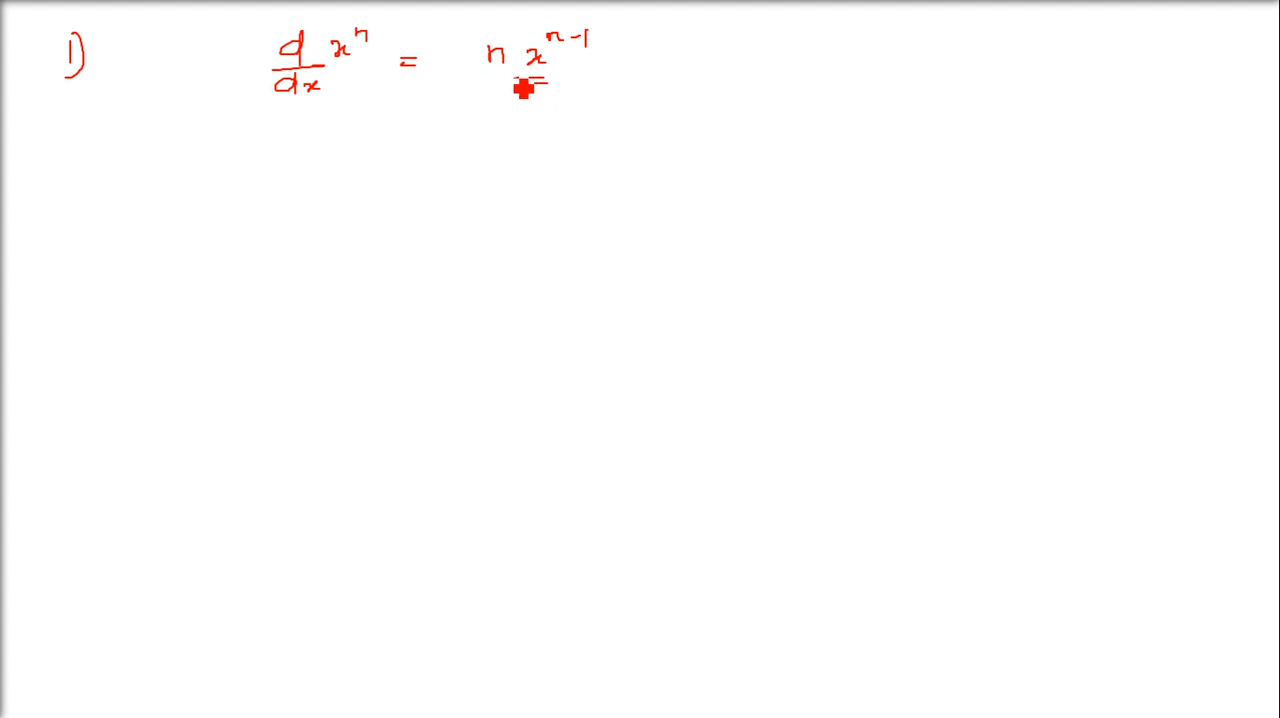 1) d/dx x^n = n x^{n-1}